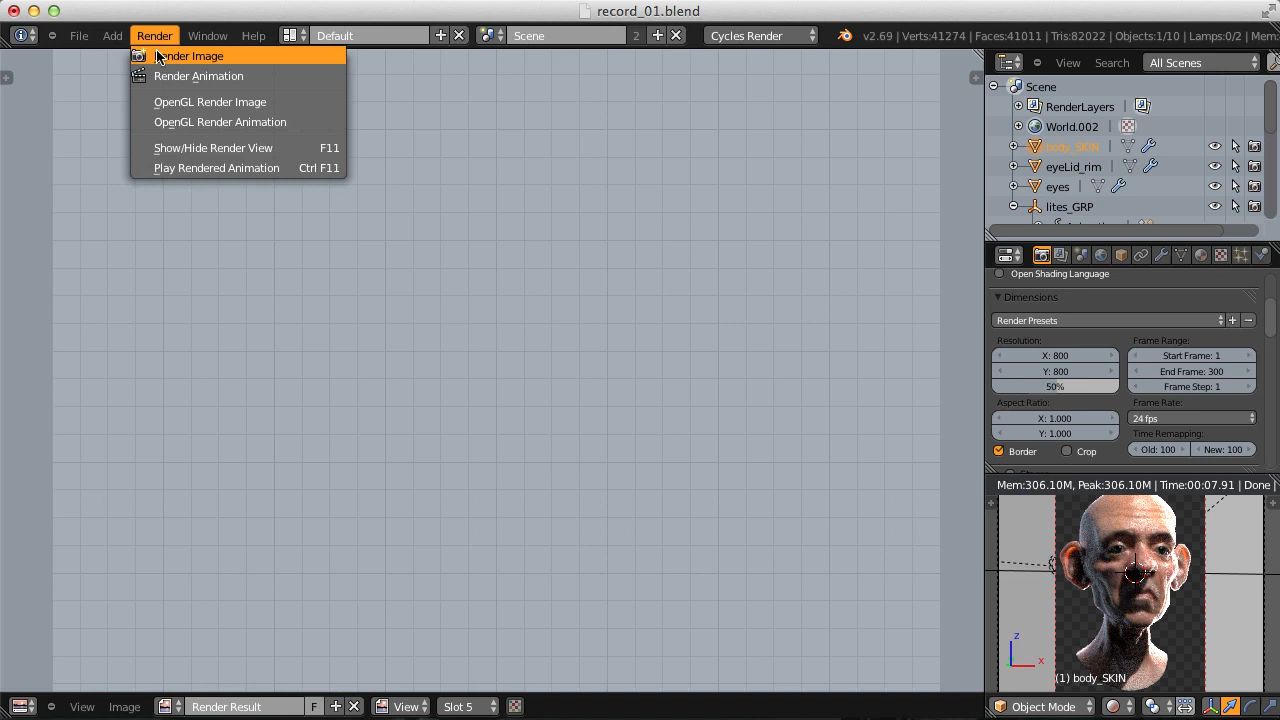 record_01.blend
File Add Render Window Help Default Scene 2 Cycles Render v2.69 | Verts:41274 | Faces:41011 | Tris:82022 | Objects:1/10 | Lamps:0/2 | Mem:
Render Image
Render Animation
OpenGL Render Image
OpenGL Render Animation
Show/Hide Render View F11
Play Rendered Animation Ctrl F11
View Search All Scenes
Scene
RenderLayers
World.002
body_SKIN
eyeLid_rim
eyes
lites_GRP
Open Shading Language
Dimensions
Render Presets
Resolution: Frame Range:
X: 800 Start Frame: 1
Y: 800 End Frame: 300
50% Frame Step: 1
Aspect Ratio: Frame Rate:
X: 1.000 24 fps
Y: 1.000 Time Remapping:
Border Crop Old: 100 New: 100
Mem:306.10M, Peak:306.10M | Time:00:07.91 | Done |
z
x
(1) body_SKIN
View Image Render Result F View Slot 5 Object Mode